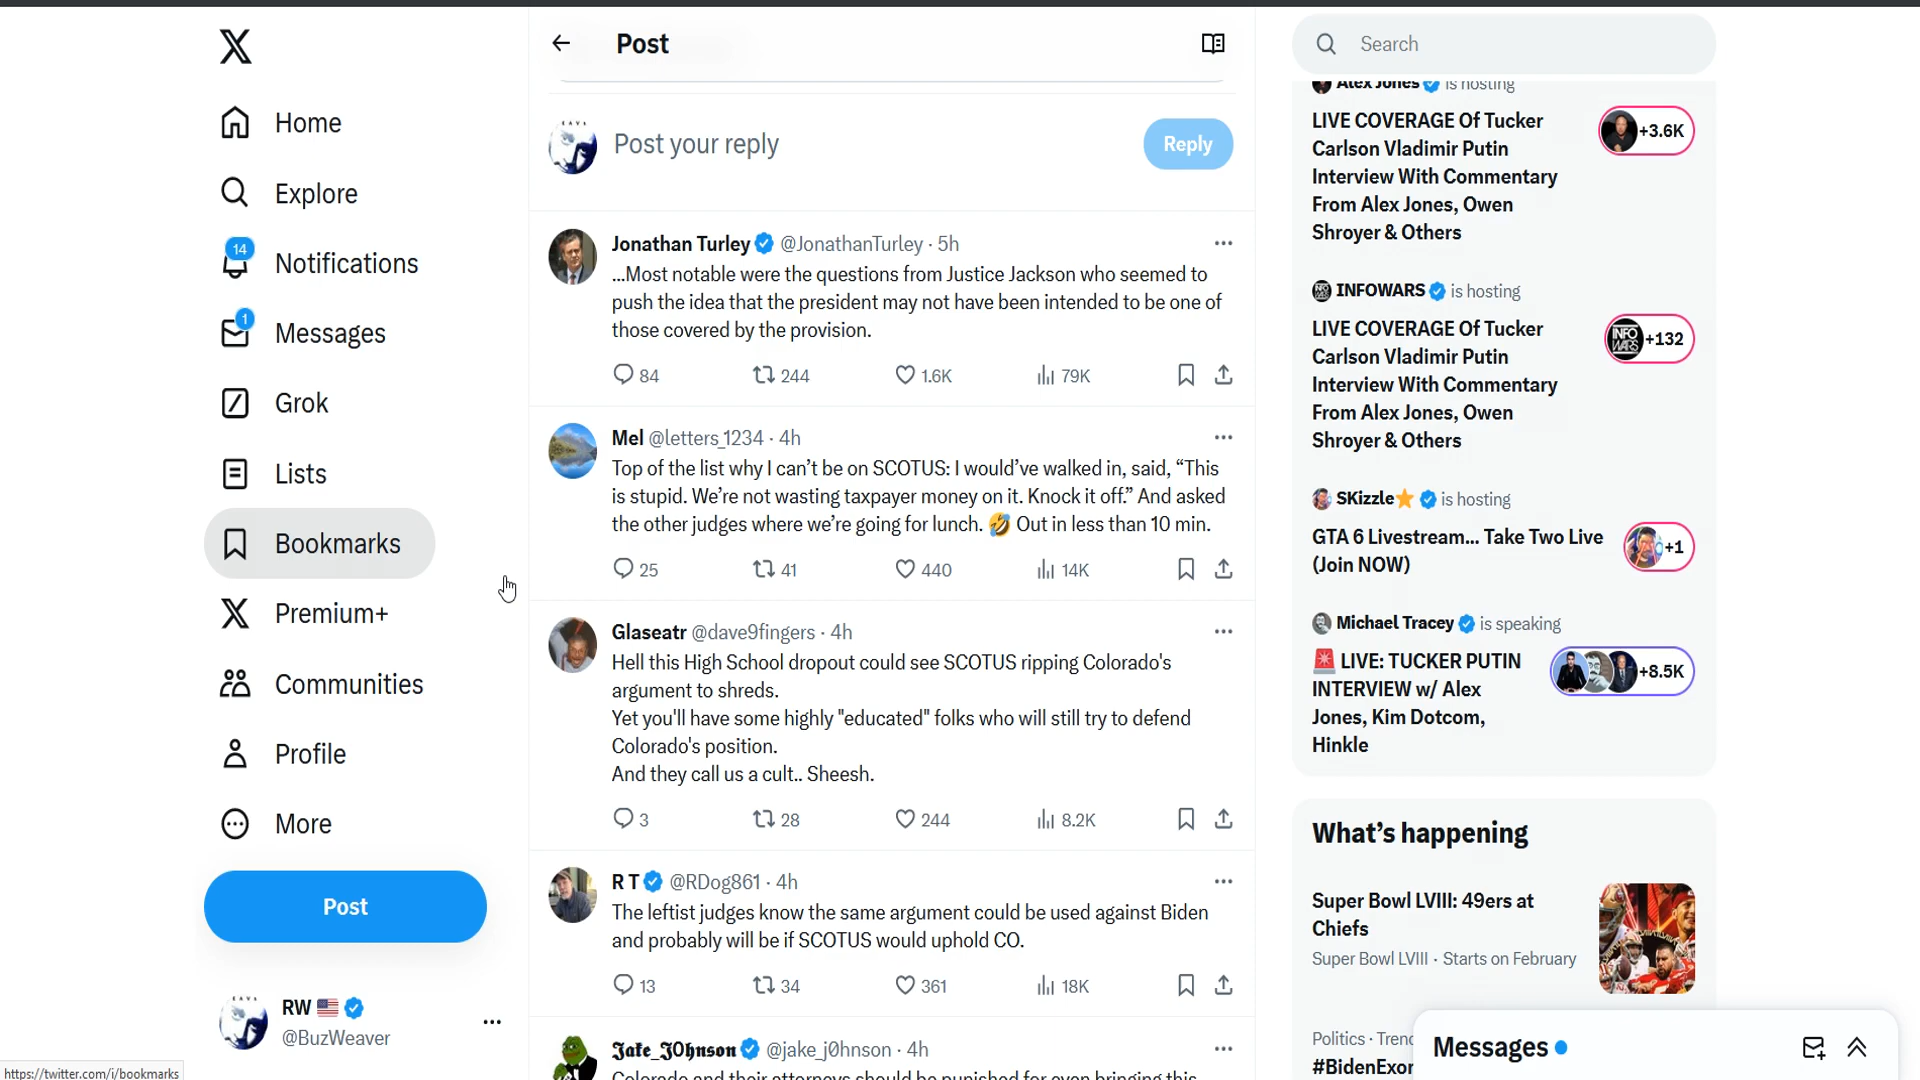 Home
Explore
14
Notifications
1
Messages
Grok
Lists
Bookmarks
Premium+
Communities
Profile
More
Post
RW
@BuzWeaver
https://twitter.com/i/bookmarks
Post
Post your reply
Reply
Jonathan Turley @JonathanTurley · 5h
...Most notable were the questions from Justice Jackson who seemed to
push the idea that the president may not have been intended to be one of
those covered by the provision.
84 244 1.6K 79K
Mel @letters_1234 · 4h
Top of the list why I can’t be on SCOTUS: I would’ve walked in, said, “This
is stupid. We’re not wasting taxpayer money on it. Knock it off.” And asked
the other judges where we’re going for lunch. 🤣 Out in less than 10 min.
25 41 440 14K
Glaseatr @dave9fingers · 4h
Hell this High School dropout could see SCOTUS ripping Colorado's
argument to shreds.
Yet you'll have some highly "educated" folks who will still try to defend
Colorado's position.
And they call us a cult.. Sheesh.
3 28 244 8.2K
R T @RDog861 · 4h
The leftist judges know the same argument could be used against Biden
and probably will be if SCOTUS would uphold CO.
13 34 361 18K
𝕵𝖆𝖐𝖊_𝕵0𝖍𝖓𝖘𝖔𝖓 @jake_j0hnson · 4h
Colorado and their attorneys should be punished for even bringing this
Search
Alex Jones is hosting
LIVE COVERAGE Of Tucker
Carlson Vladimir Putin
Interview With Commentary
From Alex Jones, Owen
Shroyer & Others
+3.6K
INFOWARS is hosting
LIVE COVERAGE Of Tucker
Carlson Vladimir Putin
Interview With Commentary
From Alex Jones, Owen
Shroyer & Others
INFO
WARS
+132
SKizzle⭐ is hosting
GTA 6 Livestream... Take Two Live
(Join NOW)
+1
Michael Tracey is speaking
🚨 LIVE: TUCKER PUTIN
INTERVIEW w/ Alex
Jones, Kim Dotcom,
Hinkle
+8.5K
What’s happening
Super Bowl LVIII: 49ers at
Chiefs
Super Bowl LVIII · Starts on February
Politics · Trenc
#BidenExor
Messages